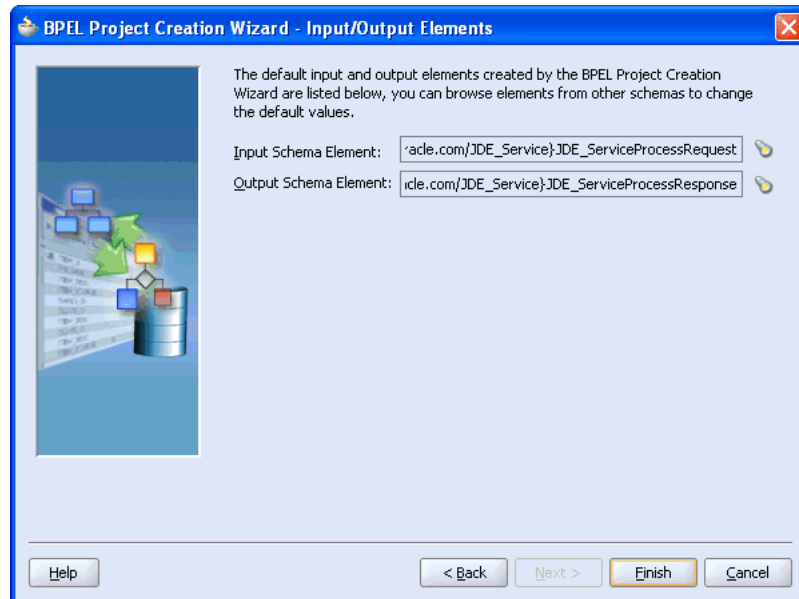 BPEL Project Creation Wizard - Input/Output Elements
The default input and output elements created by the BPEL Project Creation
Wizard are listed below, you can browse elements from other schemas to change
the default values.
Input Schema Element: racle.com/JDE_Service}JDE_ServiceProcessRequest
Output Schema Element: icle.com/JDE_Service}JDE_ServiceProcessResponse
Help < Back Next > Finish Cancel